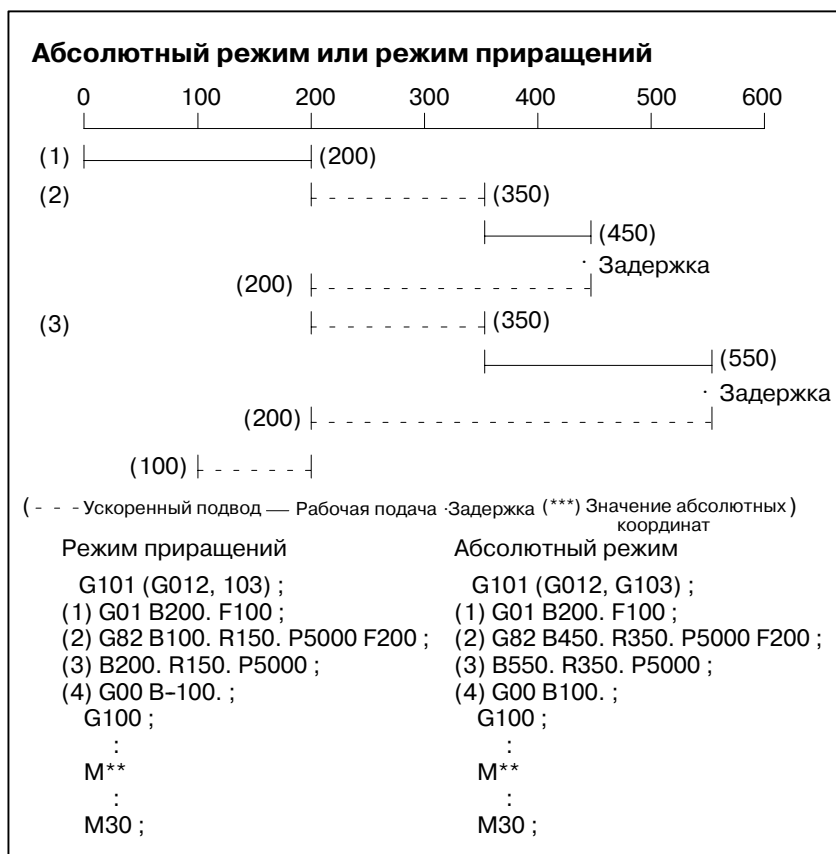 Абсолютный режим или режим приращений
0 100 200 300 400 500 600
(1) (200)
(2) (350)
(450)
· Задержка
(200)
(3) (350)
(550)
· Задержка
(200)
(100)
(- - - Ускоренный подвод — Рабочая подача ·Задержка (***) Значение абсолютных)
координат
Режим приращений
G101 (G012, 103) ;
(1) G01 B200. F100 ;
(2) G82 B100. R150. P5000 F200 ;
(3) B200. R150. P5000 ;
(4) G00 B-100. ;
G100 ;
:
M**
:
M30 ;
Абсолютный режим
G101 (G012, G103) ;
(1) G01 B200. F100 ;
(2) G82 B450. R350. P5000 F200 ;
(3) B550. R350. P5000 ;
(4) G00 B100. ;
G100 ;
:
M**
:
M30 ;